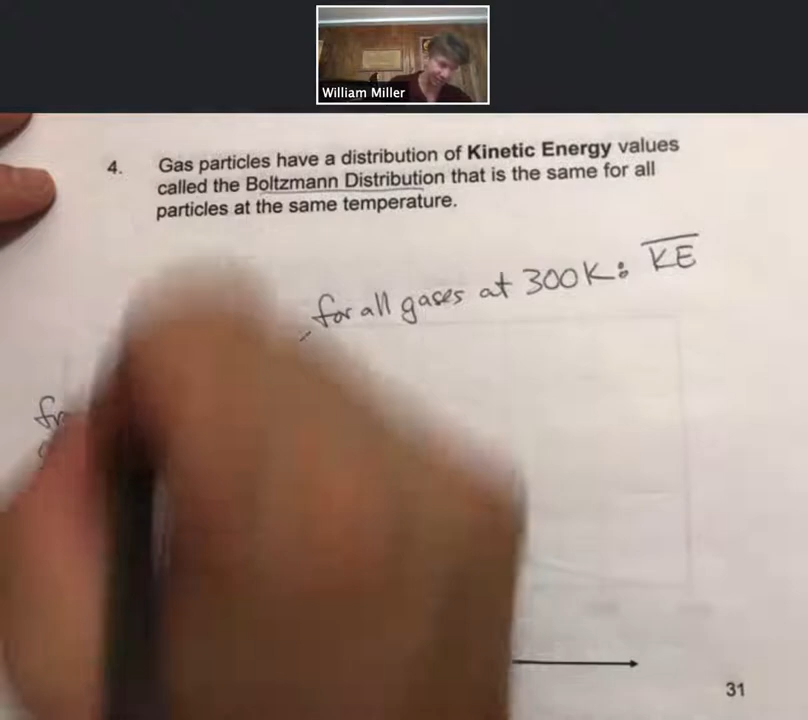 William Miller
4. Gas particles have a distribution of Kinetic Energy values
called the Boltzmann Distribution that is the same for all
particles at the same temperature.
for all gases at 300K: K̅E̅
31